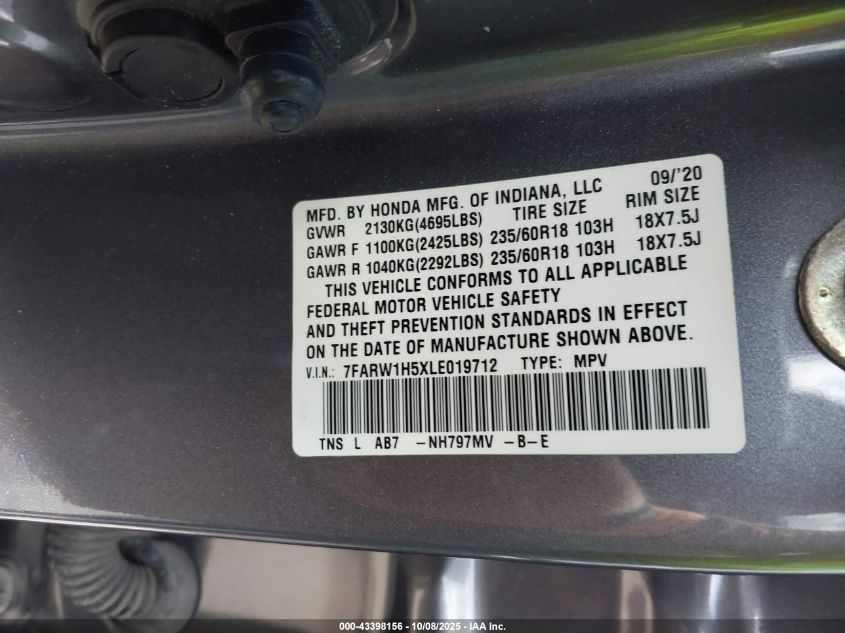 MFD. BY HONDA MFG. OF INDIANA, LLC 09/'20
GVWR 2130KG(4695LBS) TIRE SIZE RIM SIZE
GAWR F 1100KG(2425LBS) 235/60R18 103H 18X7.5J
GAWR R 1040KG(2292LBS) 235/60R18 103H 18X7.5J
THIS VEHICLE CONFORMS TO ALL APPLICABLE
FEDERAL MOTOR VEHICLE SAFETY
AND THEFT PREVENTION STANDARDS IN EFFECT
ON THE DATE OF MANUFACTURE SHOWN ABOVE.
V.I.N.: 7FARW1H5XLE019712 TYPE: MPV
TNS L AB7 -NH797MV -B-E
000-43398156 - 10/08/2025 - IAA Inc.